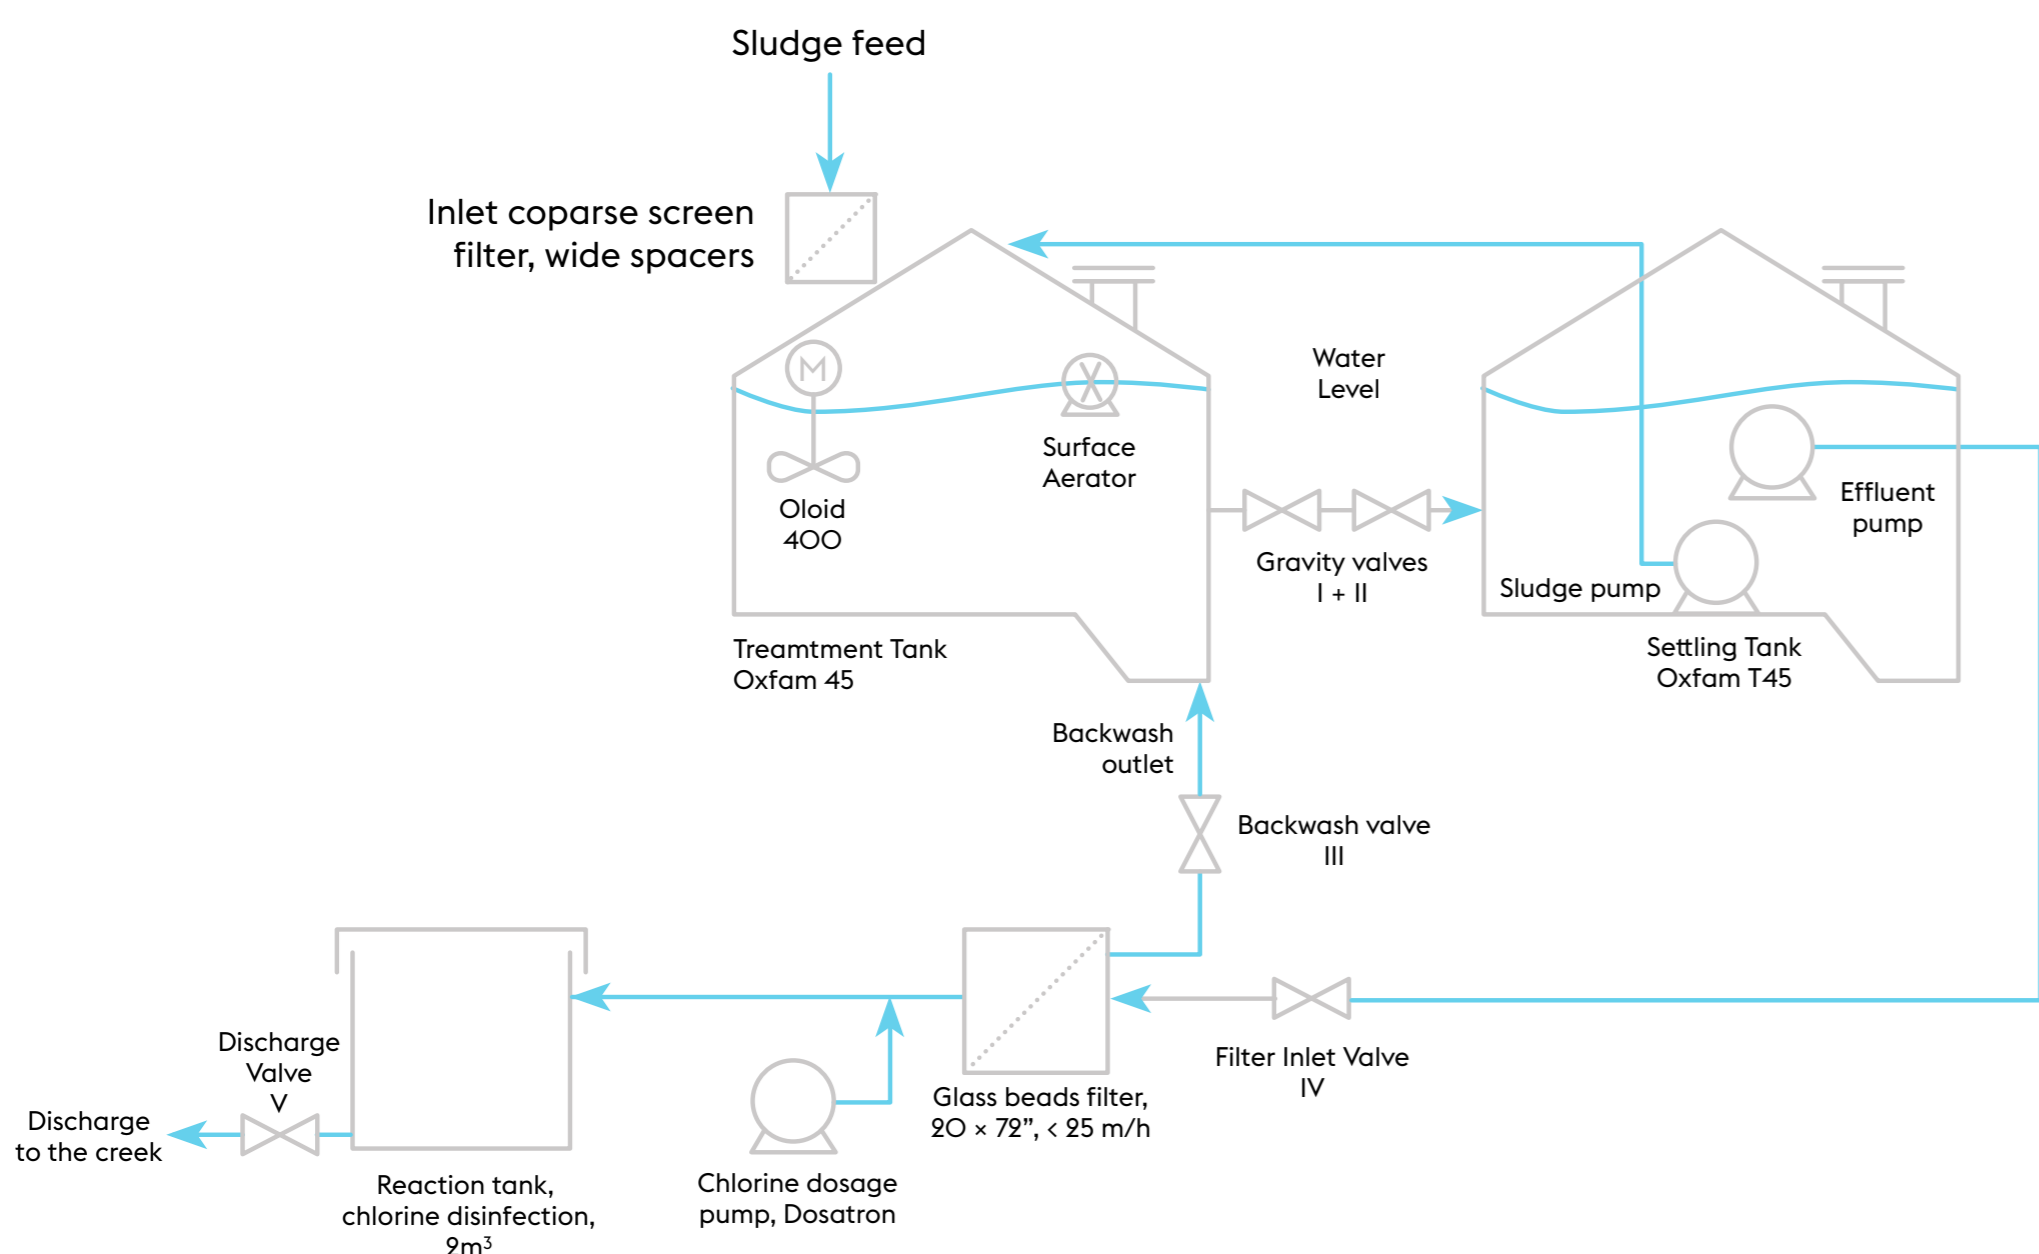 Sludge feed
Inlet coparse screen
filter, wide spacers
M
Water
Level
Surface
Aerator
Oloid
400
Effluent
pump
Gravity valves
I + II
Sludge pump
Treamtment Tank
Oxfam 45
Settling Tank
Oxfam T45
Backwash
outlet
Backwash valve
III
Discharge
Valve
V
Filter Inlet Valve
IV
Glass beads filter,
20 × 72”, < 25 m/h
Discharge
to the creek
Reaction tank,
chlorine disinfection,
2m³
Chlorine dosage
pump, Dosatron